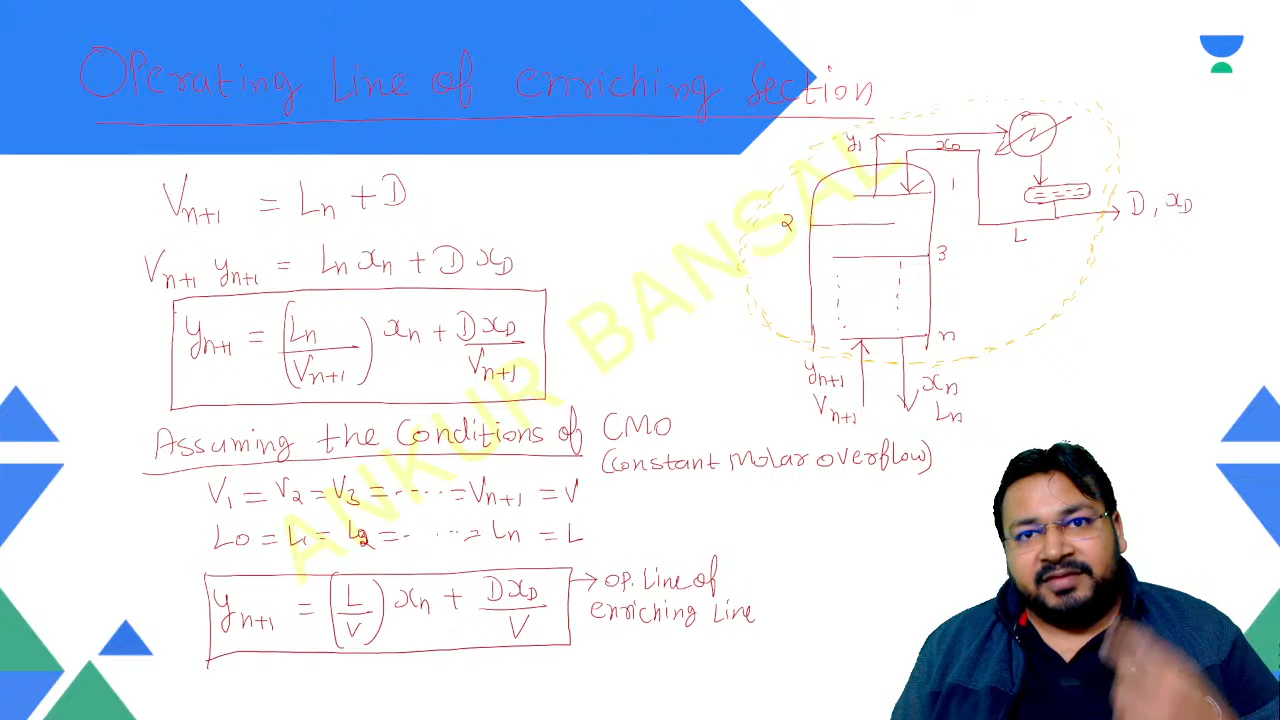 Operating Line of enriching Section
Vn+1 = Ln + D
Vn+1 yn+1 = Ln xn + D xD
yn+1 = (Ln/Vn+1) xn + D xD/Vn+1
Assuming the Conditions of CMO
(Constant Molar Overflow)
V1 = V2 = V3 = ...... = Vn+1 = V
L0 = L1 = L2 = ...... = Ln = L
yn+1 = (L/V) xn + D xD/V
→ OP. Line of
enriching Line
y1
x0
1
2
3
n
L
D, xD
yn+1
Vn+1
xn
Ln
ANKUR BANSAL